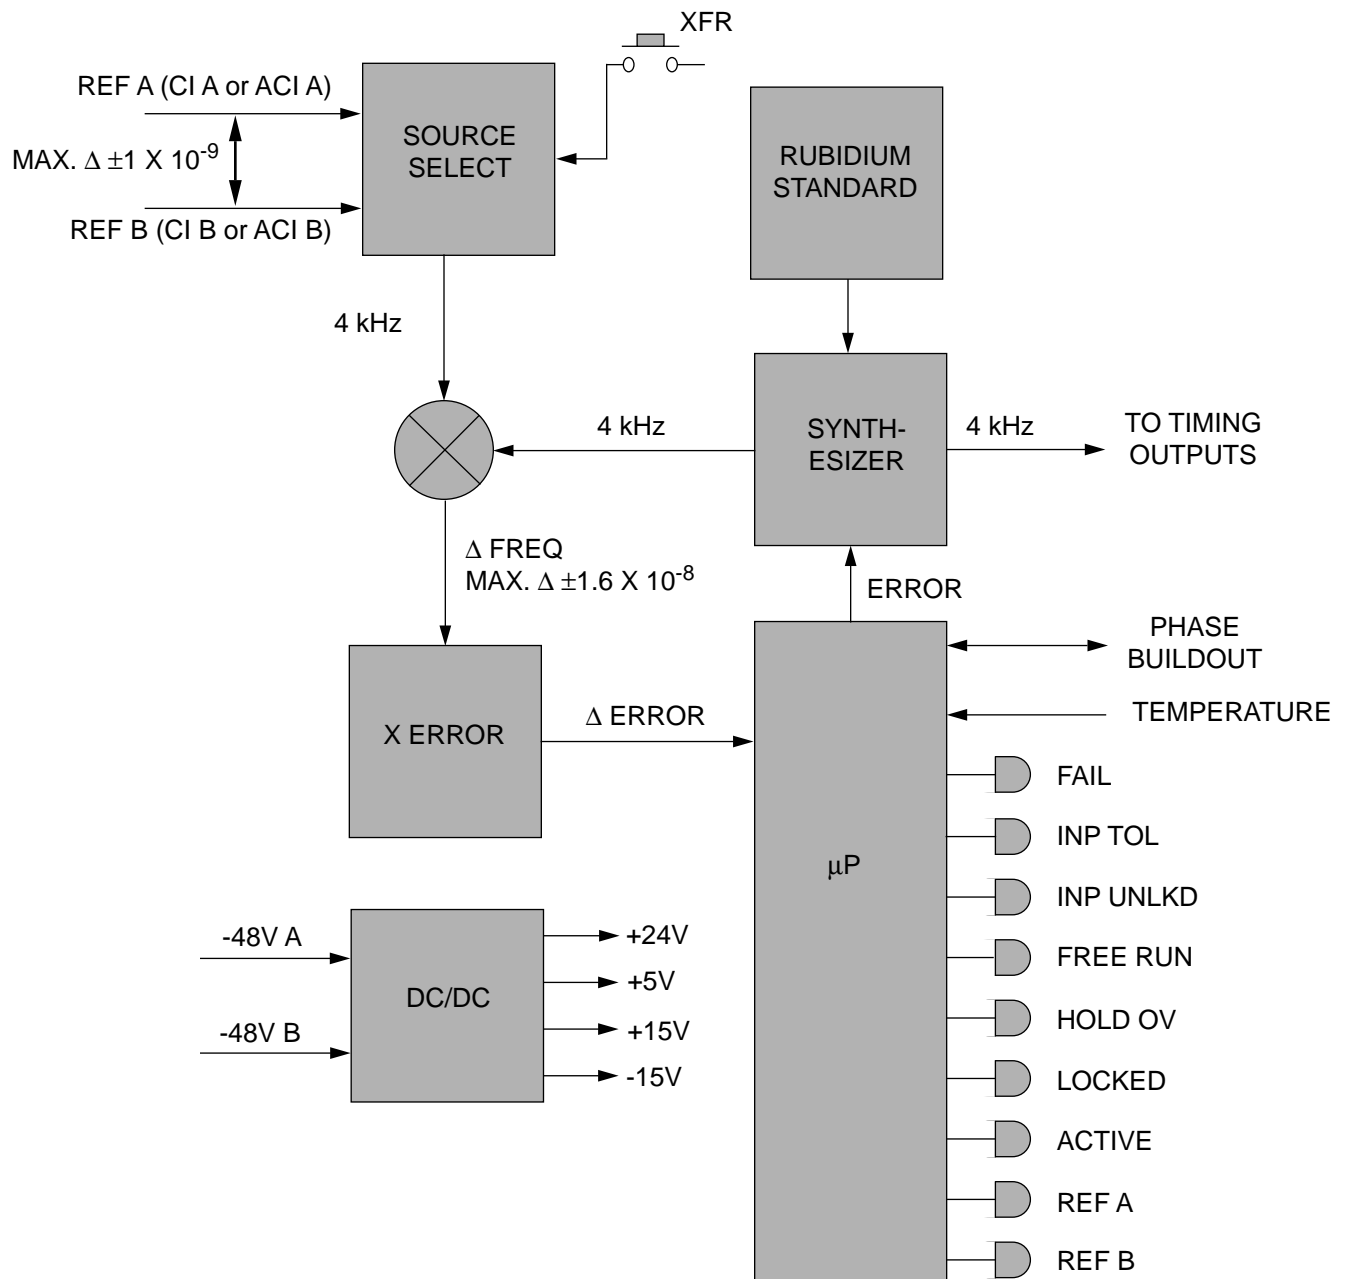 XFR
REF A (CI A or ACI A)
SOURCE
SELECT
MAX. Δ ±1 X 10-9
REF B (CI B or ACI B)
RUBIDIUM
STANDARD
4 kHz
4 kHz
SYNTH-
ESIZER
4 kHz
TO TIMING
OUTPUTS
Δ FREQ
MAX. Δ ±1.6 X 10-8
ERROR
PHASE
BUILDOUT
X ERROR
Δ ERROR
TEMPERATURE
FAIL
INP TOL
μP
INP UNLKD
-48V A
-48V B
DC/DC
+24V
+5V
+15V
-15V
FREE RUN
HOLD OV
LOCKED
ACTIVE
REF A
REF B